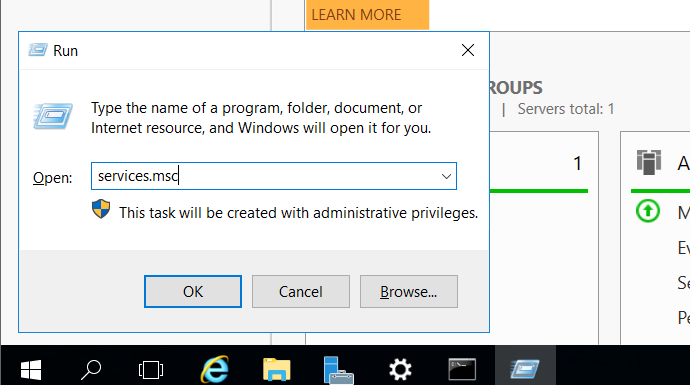 LEARN MORE
Run
ROUPS
| Servers total: 1
Type the name of a program, folder, document, or
Internet resource, and Windows will open it for you.
Open:
services.msc
This task will be created with administrative privileges.
OK
Cancel
Browse...
1
A
M
Ev
Se
Pe